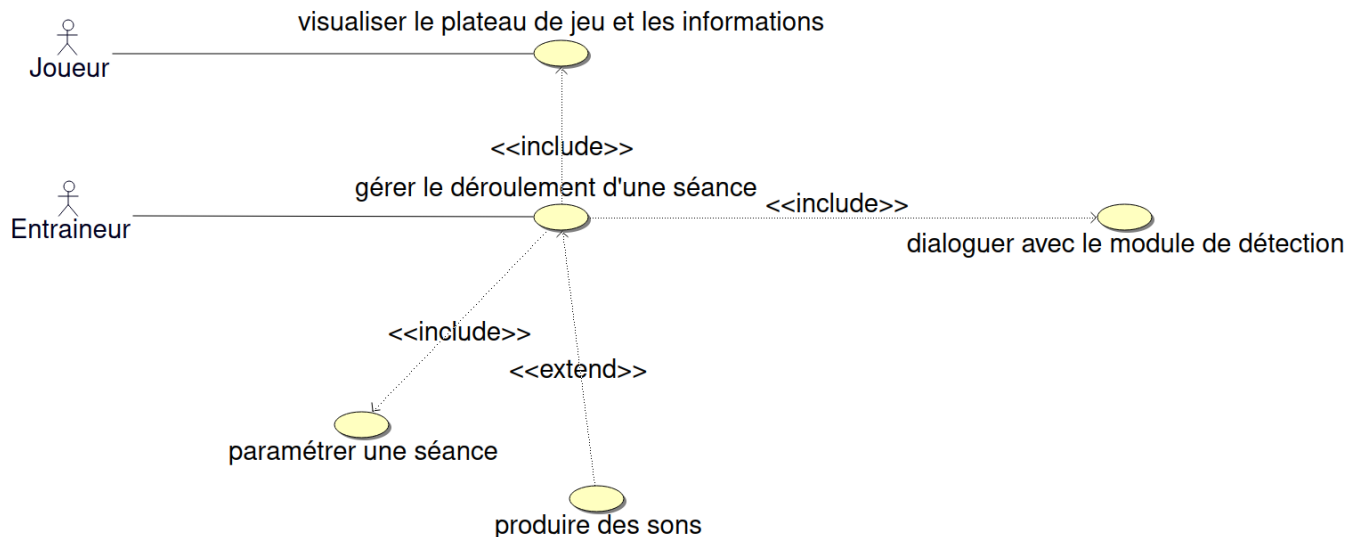 visualiser le plateau de jeu et les informations
Joueur
<<include>>
gérer le déroulement d'une séance
<<include>>
Entraineur
dialoguer avec le module de détection
<<include>>
<<extend>>
paramétrer une séance
produire des sons